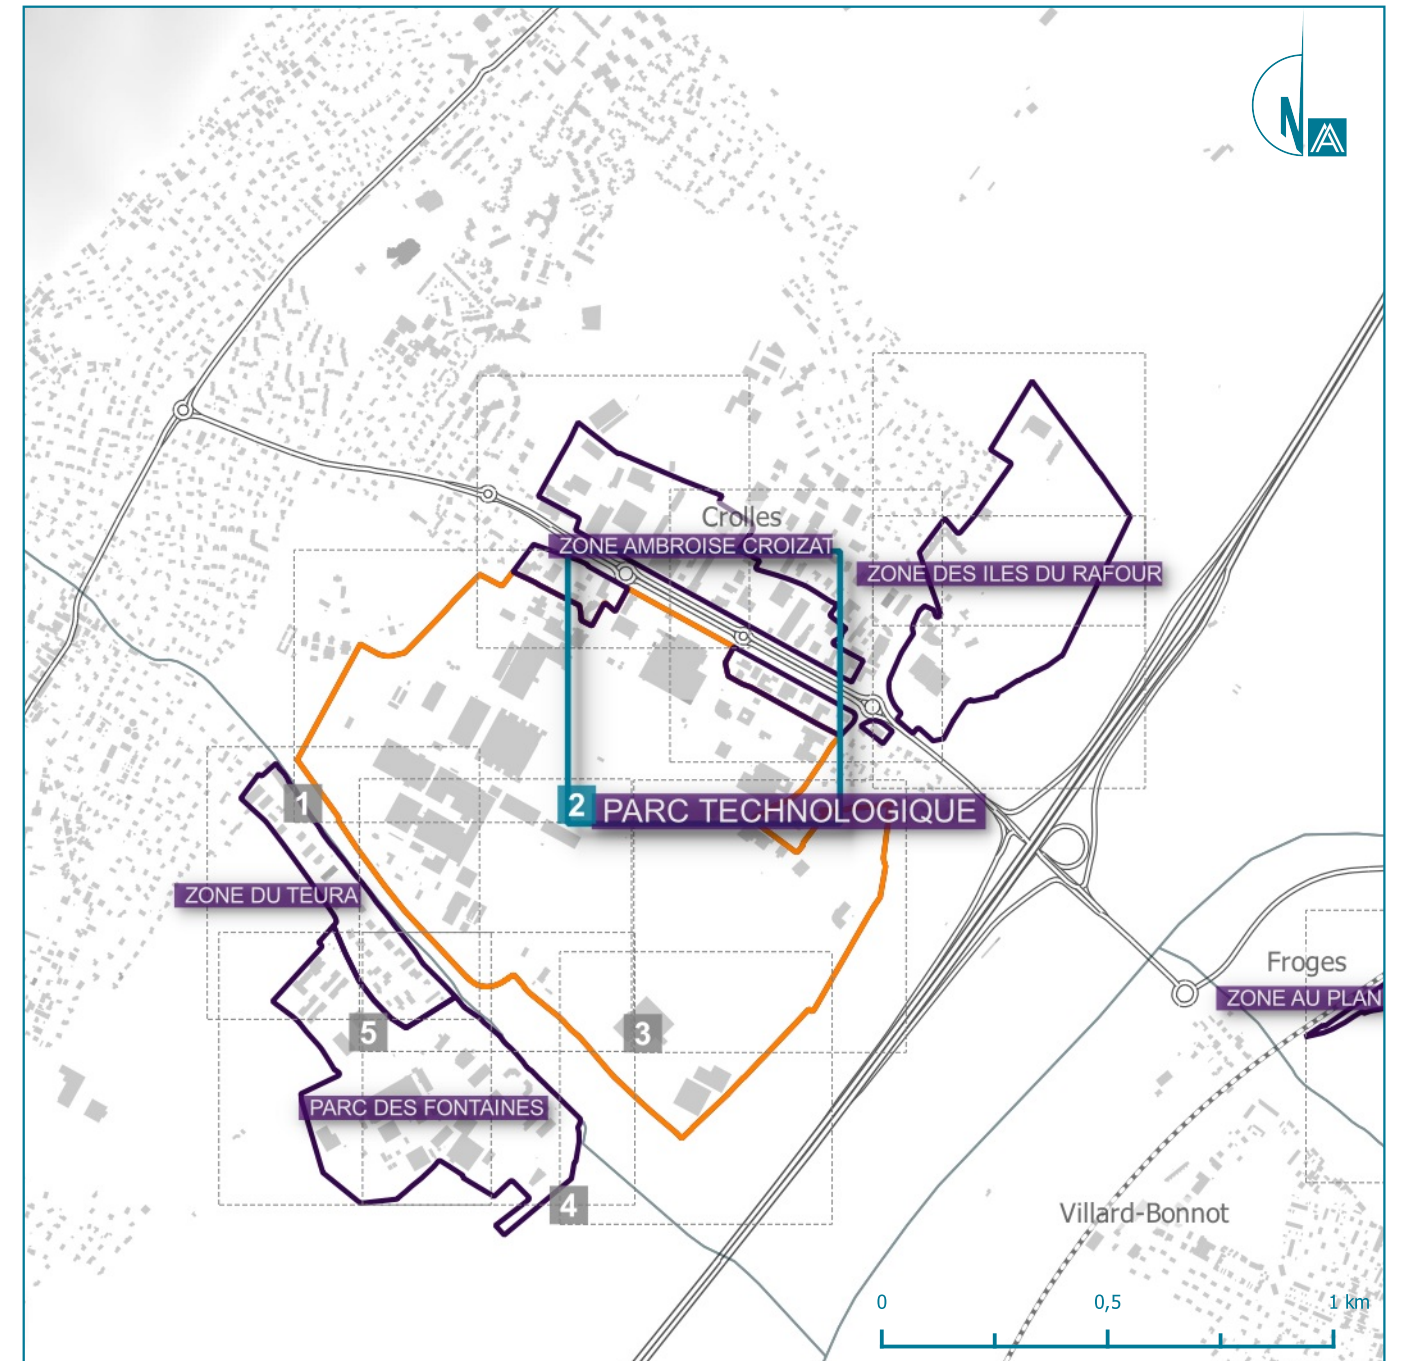 N
Crolles
ZONE AMBROISE CROIZAT
ZONE DES ILES DU RAFOUR
1
2 PARC TECHNOLOGIQUE
ZONE DU TEURA
Froges
ZONE AU PLAN
5
3
PARC DES FONTAINES
4
Villard-Bonnot
0 0,5 1 km